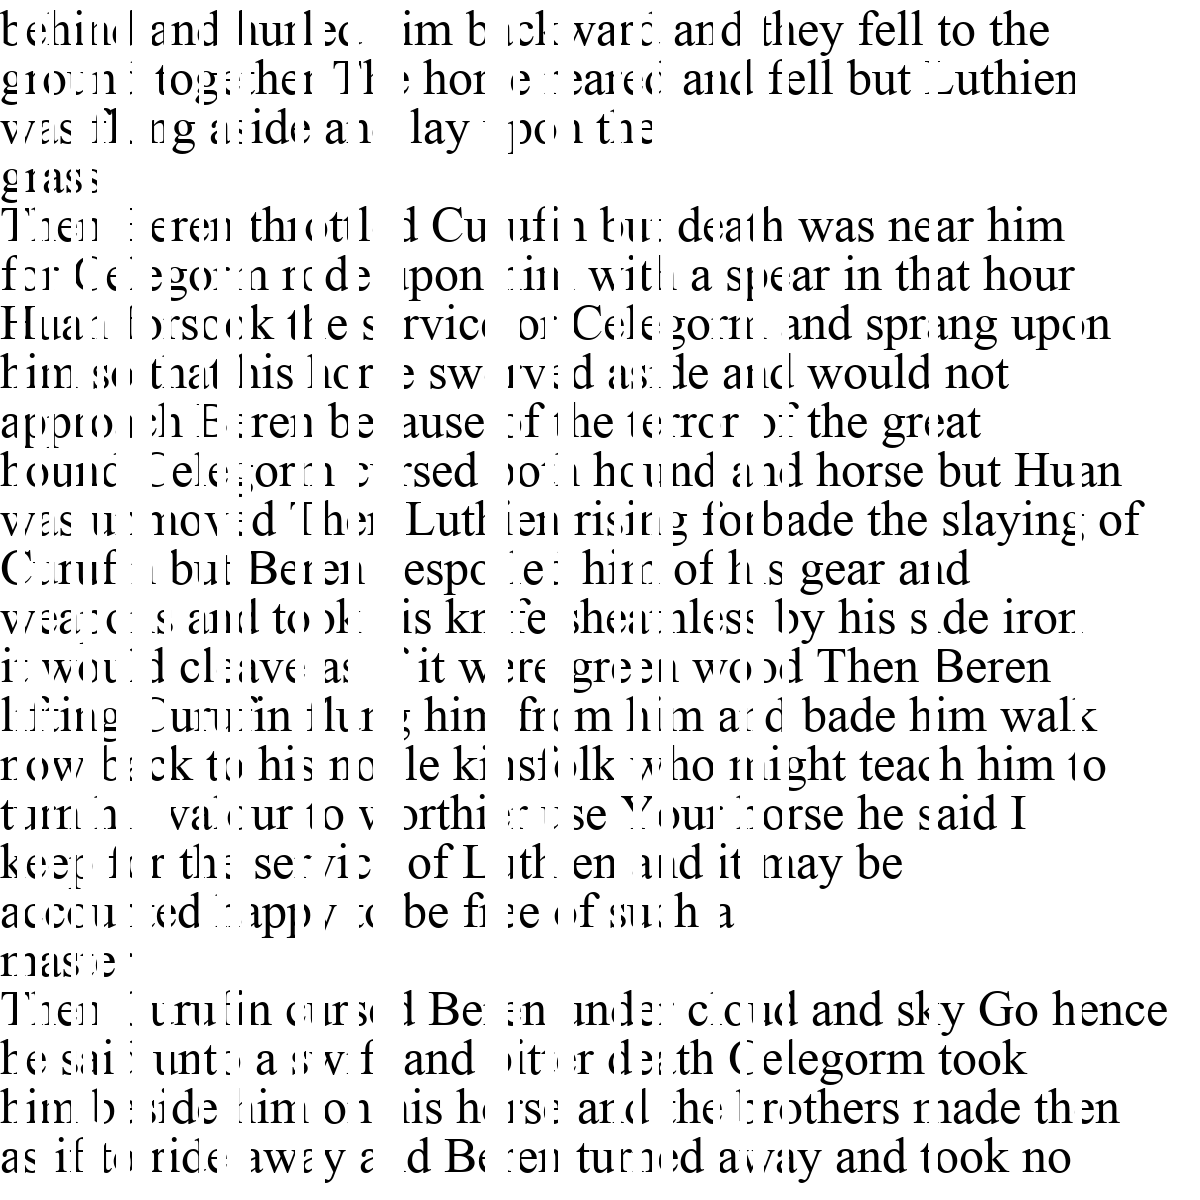 behind and hurled him backward and they fell to the
ground together The horse reared and fell but Luthien
was flung aside and lay upon the
grass
Then Beren throttled Curufin but death was near him
for Celegorm rode upon him with a spear in that hour
Huan forsook the service of Celegorm and sprang upon
him so that his horse swerved aside and would not
approach Beren because of the terror of the great
hound Celegorm cursed both hound and horse but Huan
was unmoved Then Luthien rising forbade the slaying of
Curufin but Beren despoiled him of his gear and
weapons and took his knife sheathless by his side iron
it would cleave as if it were green wood Then Beren
lifting Curufin flung him from him and bade him walk
now back to his noble kinsfolk who might teach him to
turn his valour to worthier use Your horse he said I
keep for the service of Luthien and it may be
accounted happy to be free of such a
master
Then Curufin cursed Beren under cloud and sky Go hence
he said unto a swift and bitter death Celegorm took
him beside him on his horse and the brothers made then
as if to ride away and Beren turned away and took no